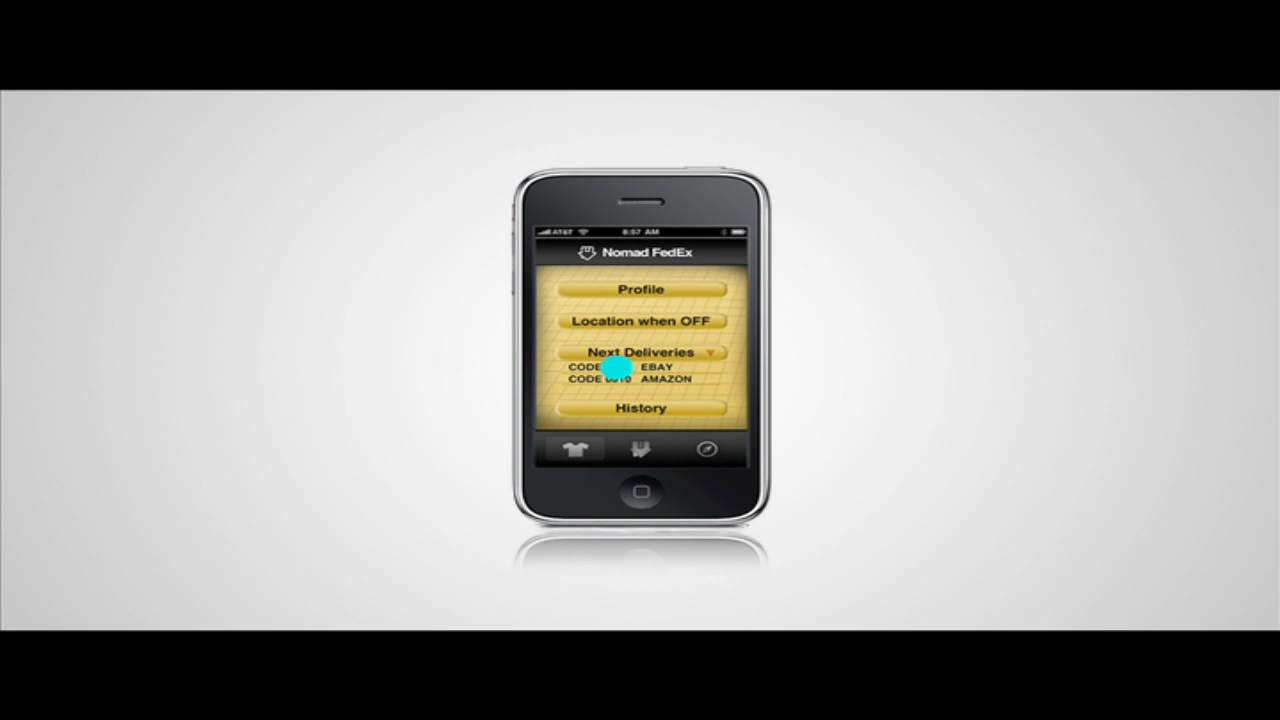 AT&T 8:57 AM
Nomad FedEx
Profile
Location when OFF
Next Deliveries
CODE EBAY
CODE AMAZON
History